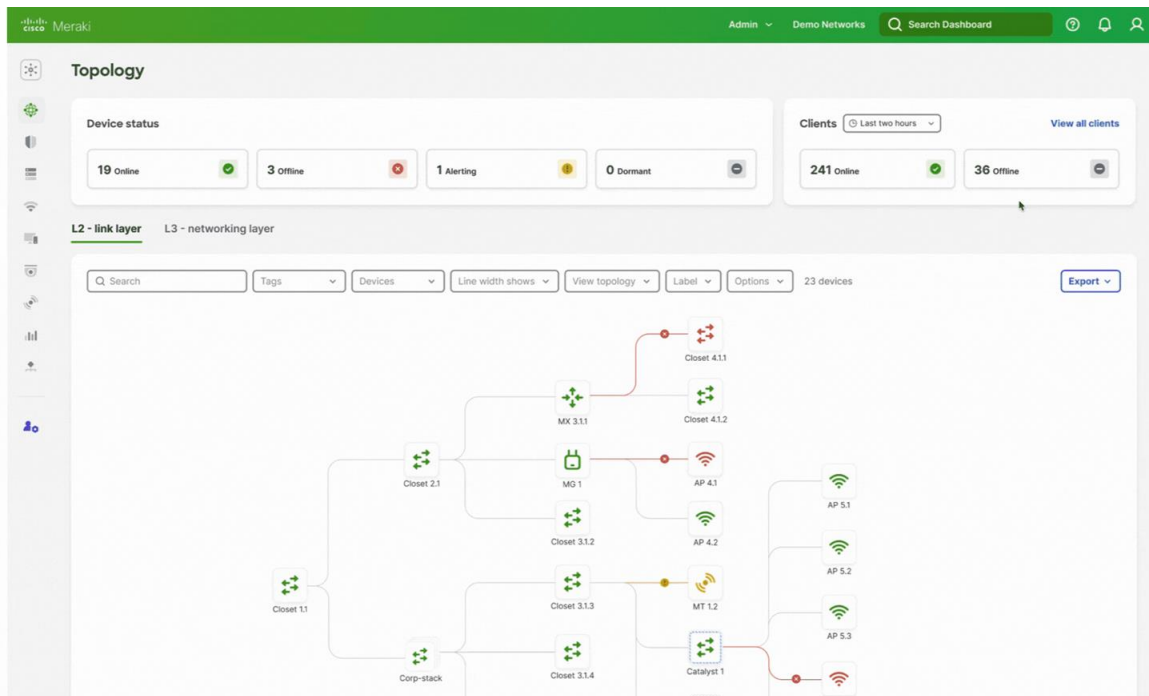 CISCO Meraki
Admin
Demo Networks
Search Dashboard
Topology
Device status
19 Online
3 Offline
1 Alerting
0 Dormant
Clients
Last two hours
View all clients
241 Online
36 Offline
L2 - link layer
L3 - networking layer
Search
Tags
Devices
Line width shows
View topology
Label
Options
23 devices
Export
Closet 4.1.1
MX 3.1.1
Closet 4.1.2
Closet 2.1
MG 1
AP 4.1
AP 5.1
Closet 3.1.2
AP 4.2
AP 5.2
Closet 1.1
Closet 3.1.3
MT 1.2
AP 5.3
Corp-stack
Closet 3.1.4
Catalyst 1